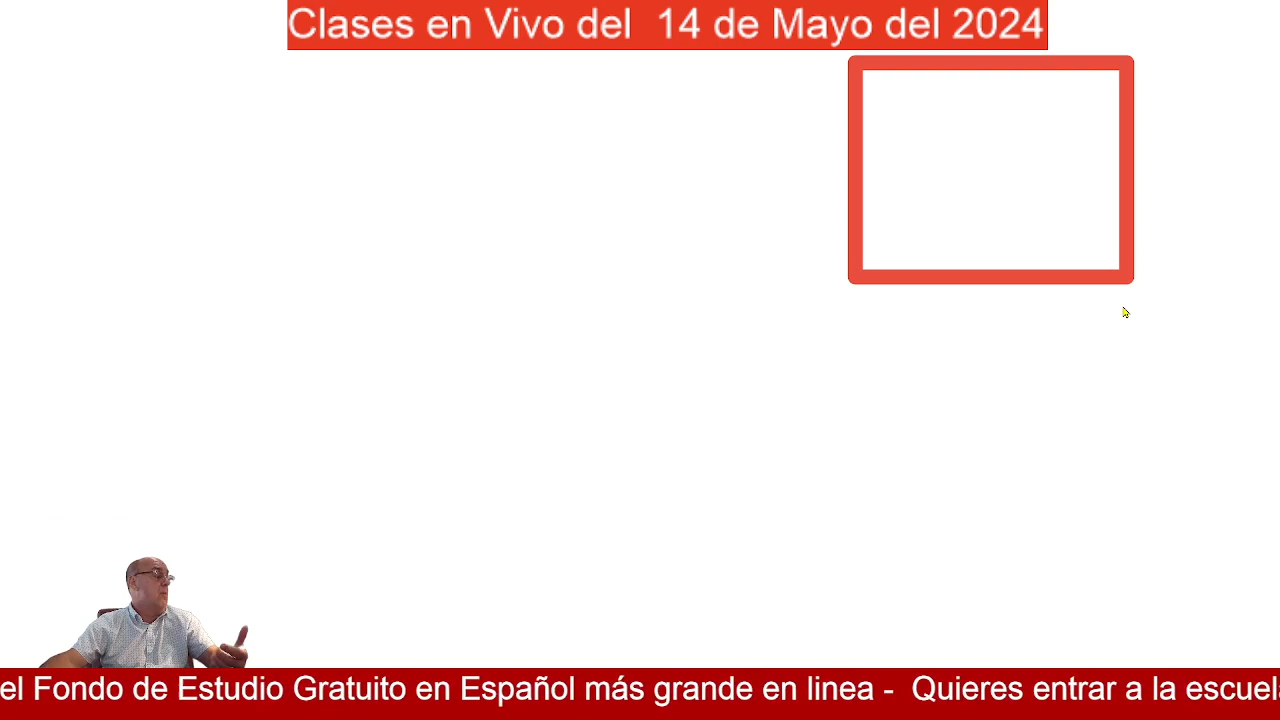 Clases en Vivo del 14 de Mayo del 2024
el Fondo de Estudio Gratuito en Español más grande en linea - Quieres entrar a la escuela